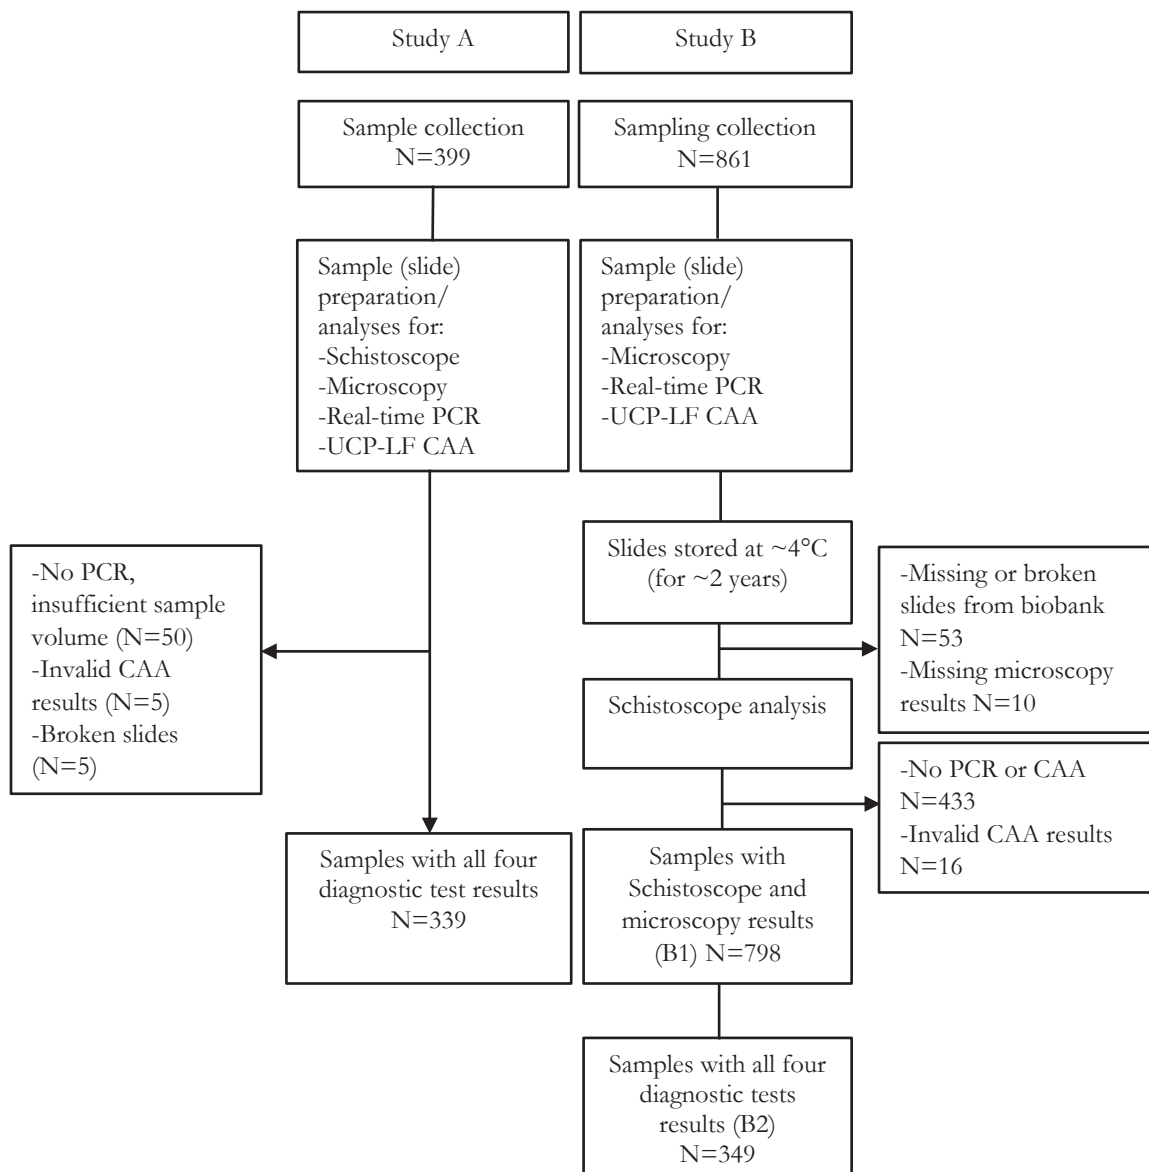 Study A
Study B
Sample collection
N=399
Sampling collection
N=861
Sample (slide)
preparation/
analyses for:
-Schistoscope
-Microscopy
-Real-time PCR
-UCP-LF CAA
Sample (slide)
preparation/
analyses for:
-Microscopy
-Real-time PCR
-UCP-LF CAA
-No PCR,
insufficient sample
volume (N=50)
-Invalid CAA
results (N=5)
-Broken slides
(N=5)
Slides stored at ~4°C
(for ~2 years)
-Missing or broken
slides from biobank
N=53
-Missing microscopy
results N=10
Schistoscope analysis
-No PCR or CAA
N=433
-Invalid CAA results
N=16
Samples with all four
diagnostic test results
N=339
Samples with
Schistoscope and
microscopy results
(B1) N=798
Samples with all four
diagnostic tests
results (B2)
N=349